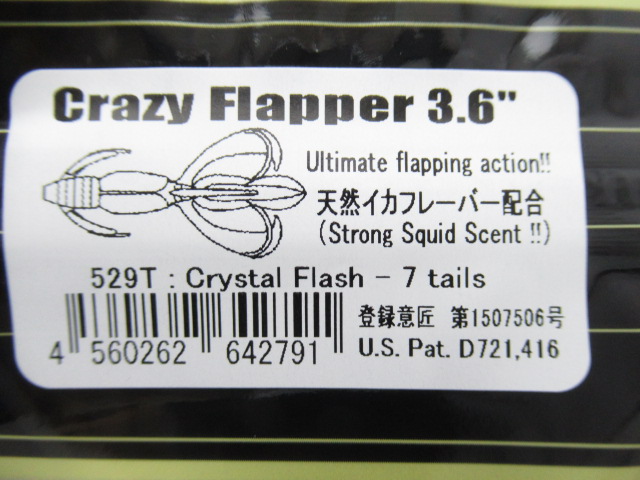 Crazy Flapper 3.6"
Ultimate flapping action!!
天然イカフレーバー配合
(Strong Squid Scent !!)
529T : Crystal Flash - 7 tails
登録意匠 第1507506号
U.S. Pat. D721,416
4 560262 642791